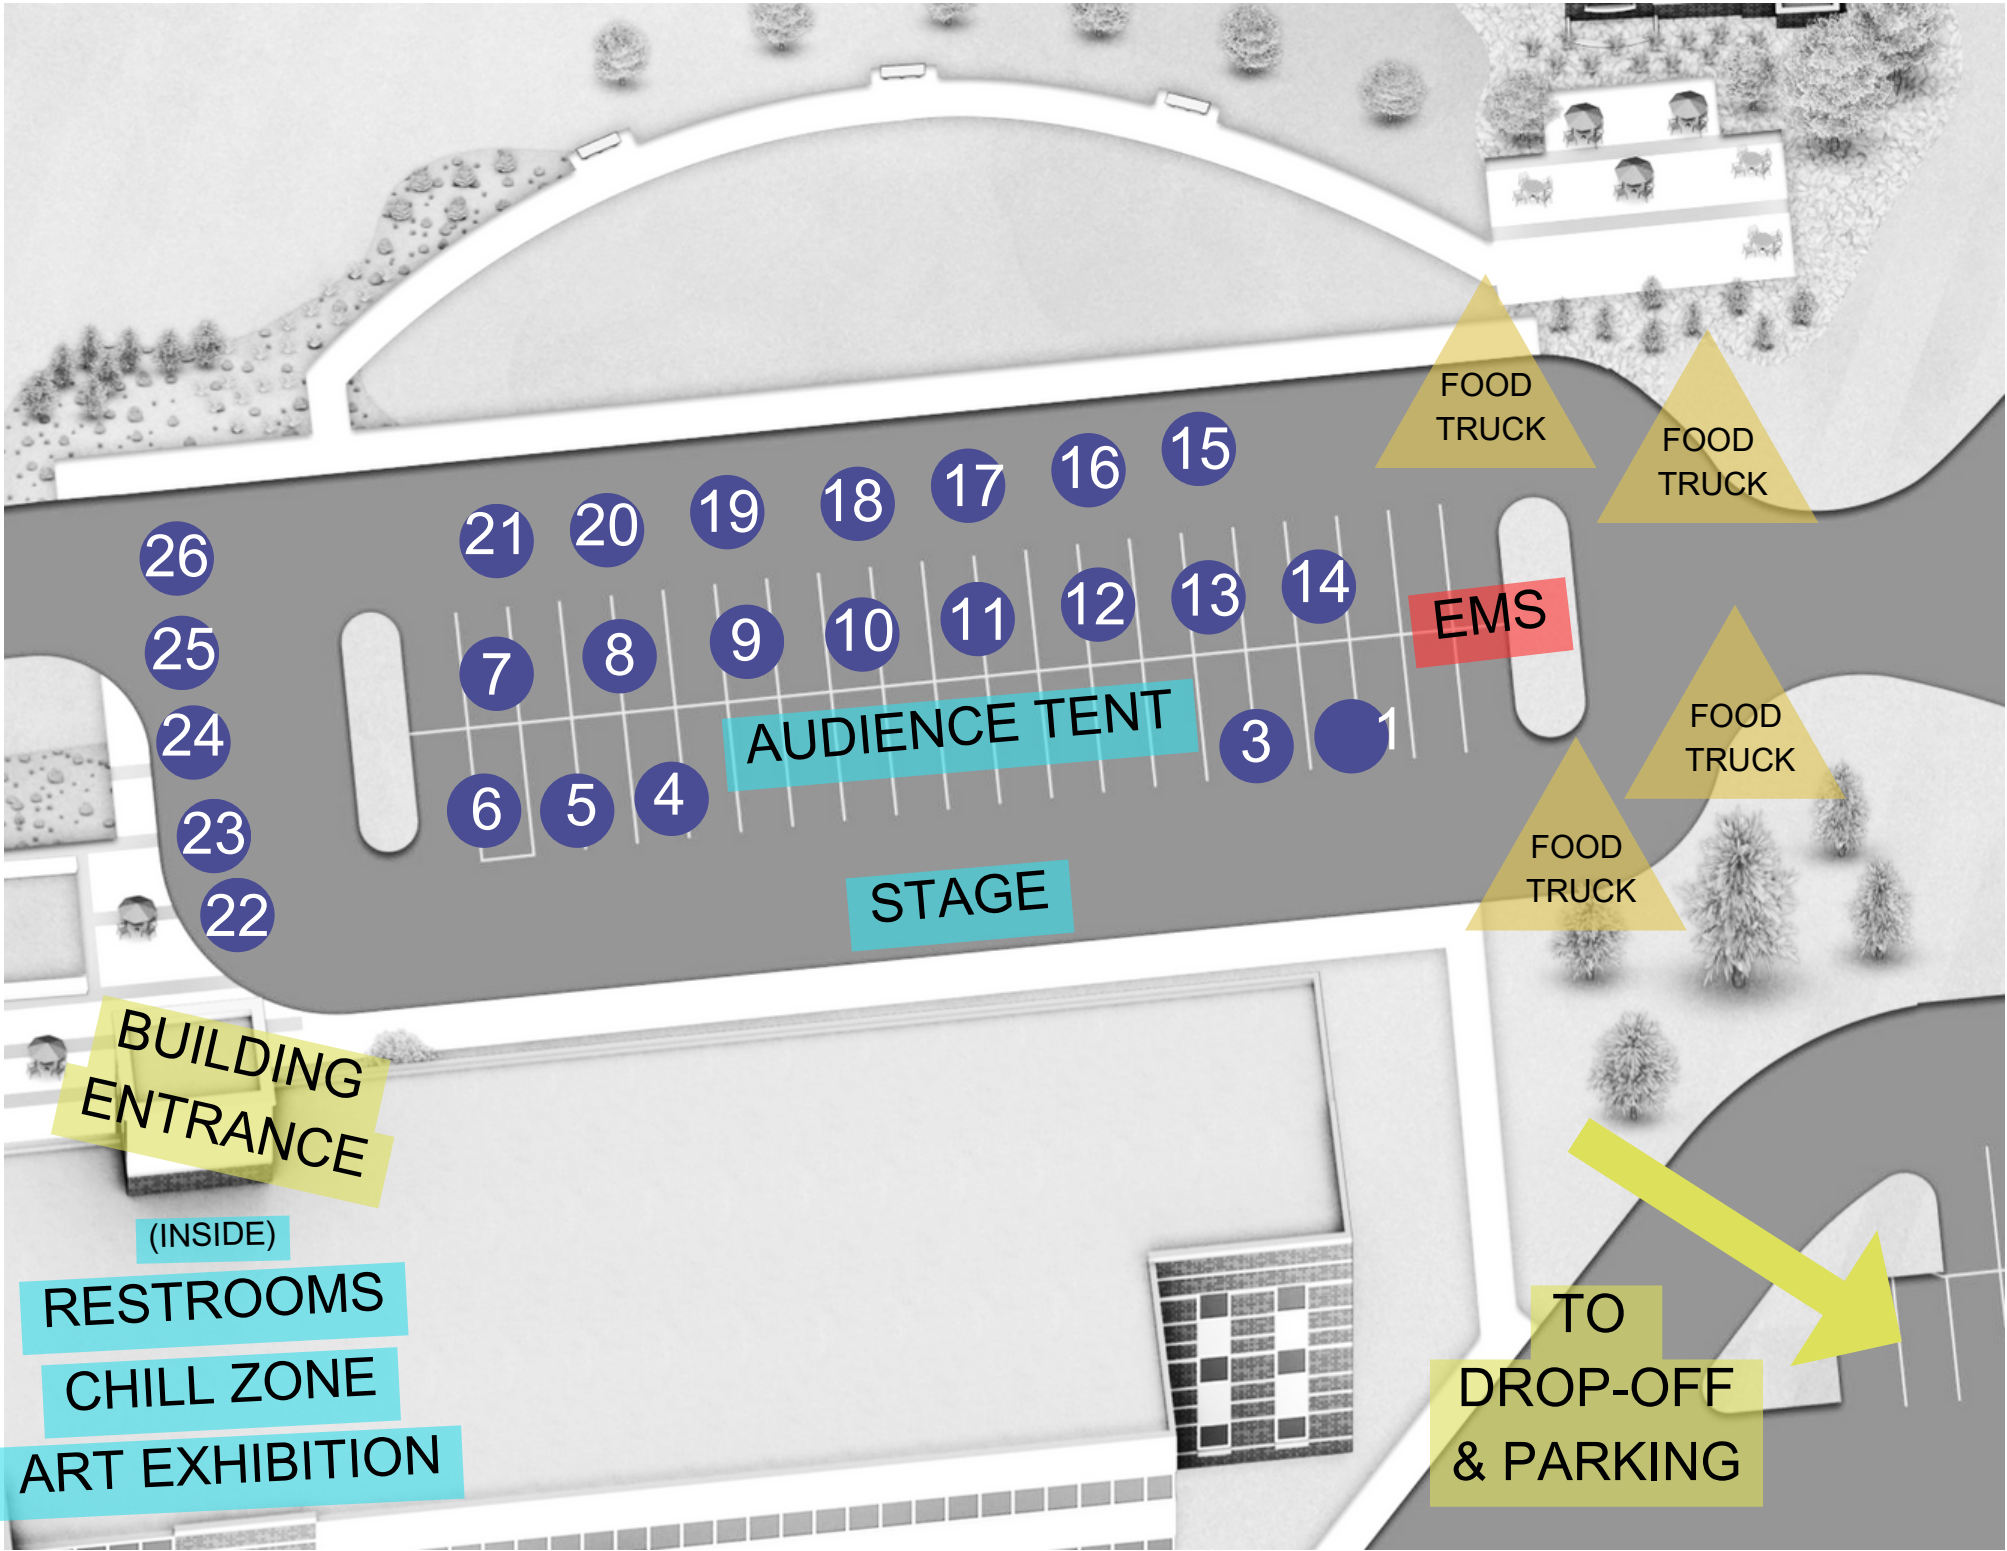 FOOD
TRUCK
FOOD
TRUCK
15
16
17
18
19
20
21
26
25
24
23
22
14
13
12
11
10
9
8
7
EMS
AUDIENCE TENT
3
1
6
5
4
FOOD
TRUCK
FOOD
TRUCK
STAGE
BUILDING
ENTRANCE
(INSIDE)
RESTROOMS
CHILL ZONE
ART EXHIBITION
TO
DROP-OFF
& PARKING